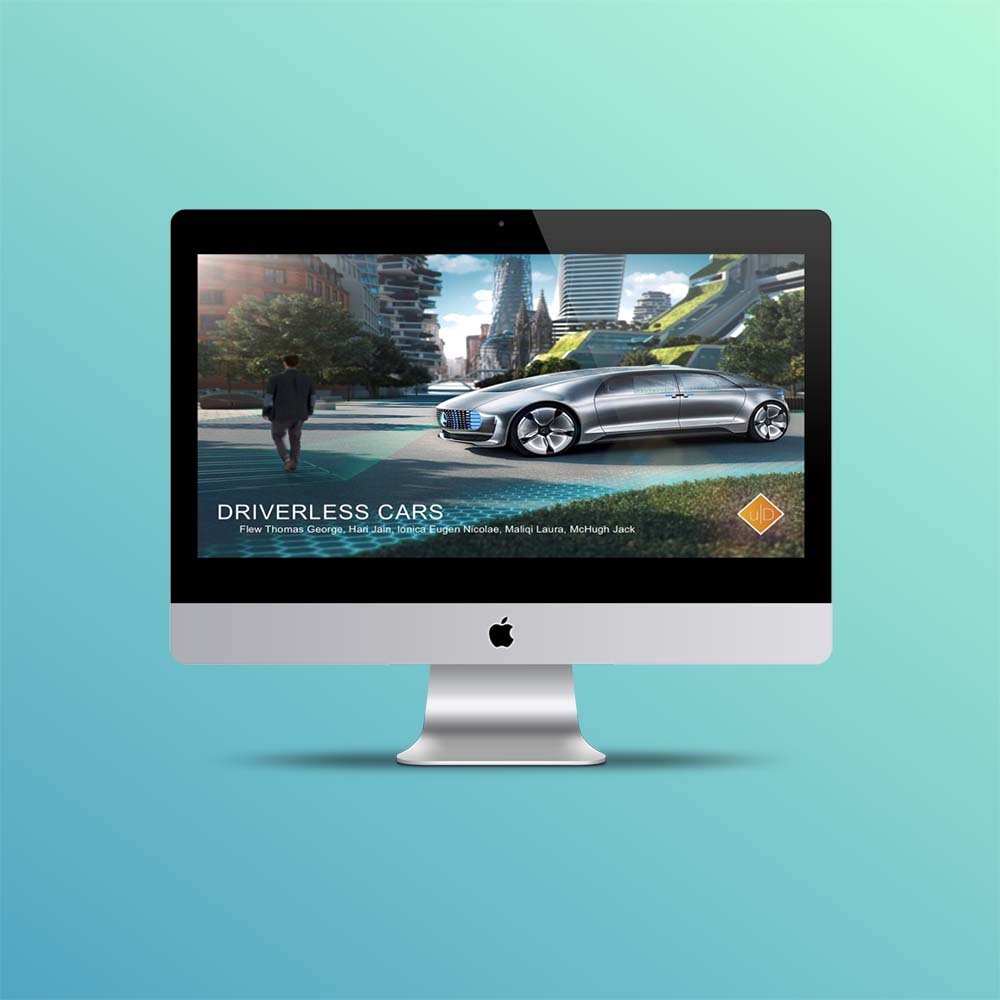 DRIVERLESS CARS
Flew Thomas George, Hari Jain, Ionica Eugen Nicolae, Maliqi Laura, McHugh Jack
u|D